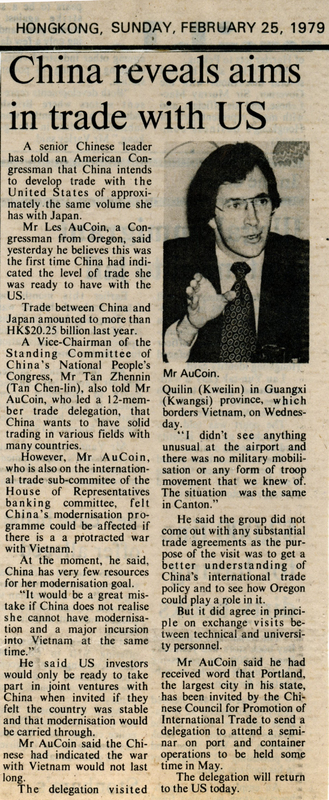 HONGKONG, SUNDAY, FEBRUARY 25, 1979
China reveals aims
in trade with US
A senior Chinese leader
has told an American Con-
gressman that China intends
to develop trade with the
United States of approxi-
mately the same volume she
has with Japan.
Mr Les AuCoin, a Con-
gressman from Oregon, said
yesterday he believes this was
the first time China had indi-
cated the level of trade she
was ready to have with the
US.
Trade between China and
Japan amounted to more than
HK$20.25 billion last year.
A Vice-Chairman of the
Standing Committee of
China's National People's
Congress, Mr Tan Zhennin
(Tan Chen-lin), also told Mr
AuCoin, who led a 12-mem-
ber trade delegation, that
China wants to have solid
trading in various fields with
many countries.
However, Mr AuCoin,
who is also on the internation-
al trade sub-commitee of the
House of Representatives
banking committee, felt
China's modernisation pro-
gramme could be affected if
there is a a protracted war
with Vietnam.
At the moment, he said,
China has very few resources
for her modernisation goal.
"It would be a great mis-
take if China does not realise
she cannot have modernisa-
tion and a major incursion
into Vietnam at the same
time."
He said US investors
would only be ready to take
part in joint ventures with
China when invited if they
felt the country was stable
and that modernisation would
be carried through.
Mr AuCoin said the Chi-
nese had indicated the war
with Vietnam would not last
long.
The delegation visited
Mr AuCoin.
Quilin (Kweilin) in Guangxi
(Kwangsi) province, which
borders Vietnam, on Wednes-
day.
"I didn't see anything
unusual at the airport and
there was no military mobili-
sation or any form of troop
movement that we knew of.
The situation was the same
in Canton."
He said the group did not
come out with any substantial
trade agreements as the pur-
pose of the visit was to get a
better understanding of
China's international trade
policy and to see how Oregon
could play a role in it.
But it did agree in princi-
ple on exchange visits be-
tween technical and universi-
ty personnel.
Mr AuCoin said he had
received word that Portland,
the largest city in his state,
has been invited by the Chi-
nese Council for Promotion of
International Trade to send a
delegation to attend a semi-
nar on port and container
operations to be held some
time in May.
The delegation will return
to the US today.